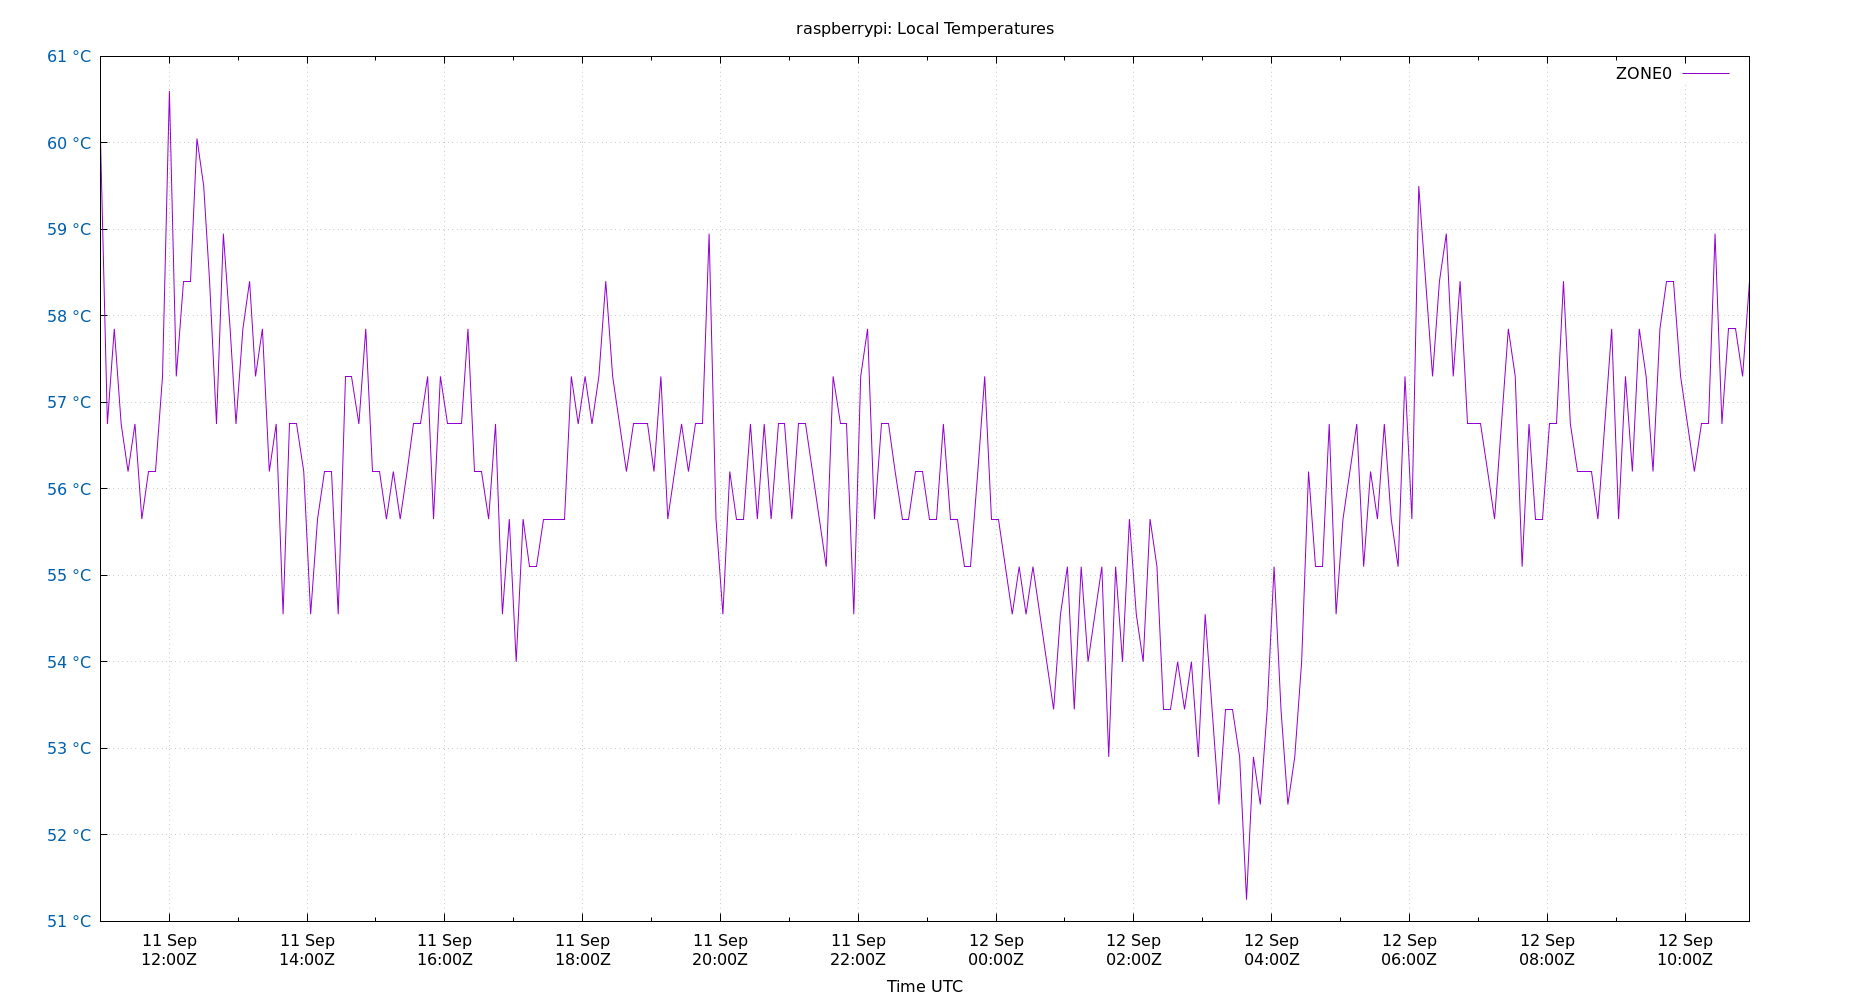 raspberrypi: Local Temperatures
ZONE0
61 °C
60 °C
59 °C
58 °C
57 °C
56 °C
55 °C
54 °C
53 °C
52 °C
51 °C
11 Sep 11 Sep 11 Sep 11 Sep 11 Sep 11 Sep 12 Sep 12 Sep 12 Sep 12 Sep 12 Sep 12 Sep
12:00Z 14:00Z 16:00Z 18:00Z 20:00Z 22:00Z 00:00Z 02:00Z 04:00Z 06:00Z 08:00Z 10:00Z
Time UTC